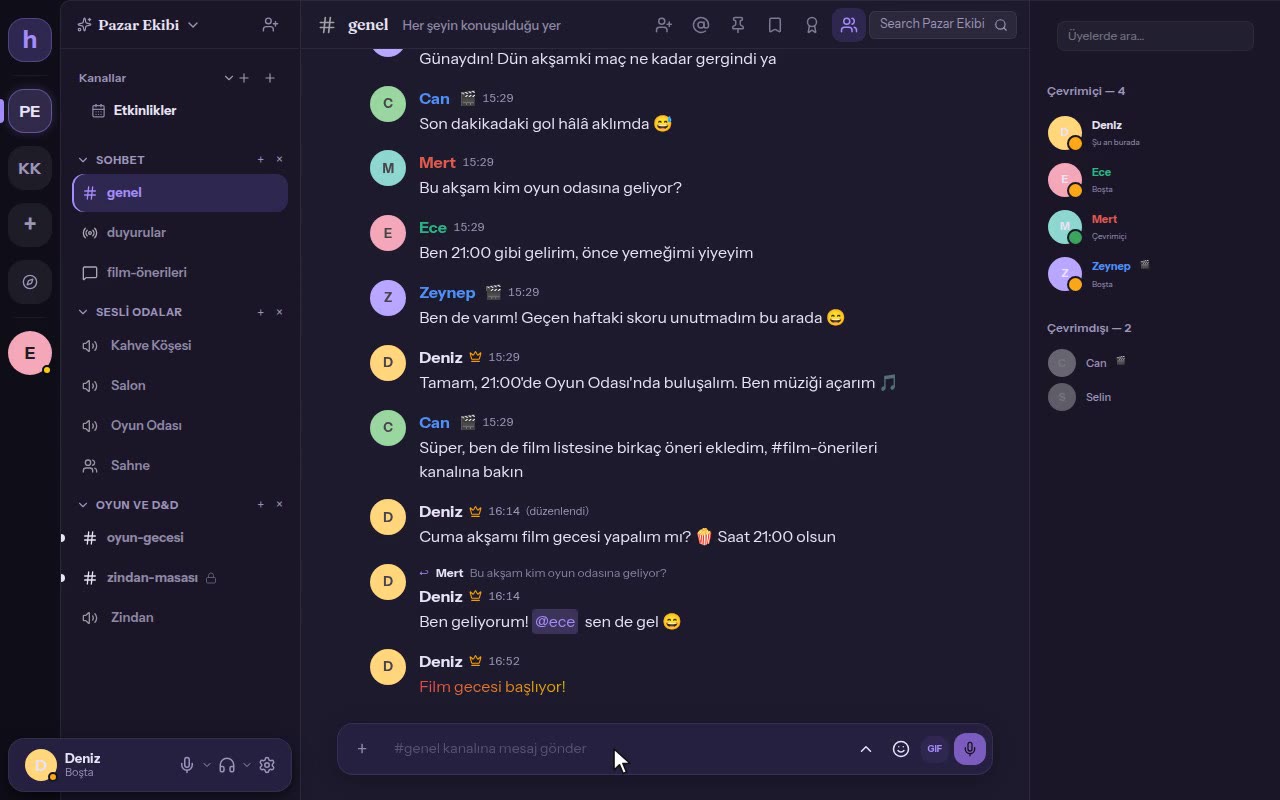 h
PE
KK
+
E
Pazar Ekibi
Kanallar
Etkinlikler
SOHBET
genel
duyurular
film-önerileri
SESLİ ODALAR
Kahve Köşesi
Salon
Oyun Odası
Sahne
OYUN VE D&D
oyun-gecesi
zindan-masası
Zindan
D
Deniz
Boşta
genel Her şeyin konuşulduğu yer
Search Pazar Ekibi
Günaydın! Dün akşamki maç ne kadar gergindi ya
C
Can 🎬 15:29
Son dakikadaki gol hâlâ aklımda 😅
M
Mert 15:29
Bu akşam kim oyun odasına geliyor?
E
Ece 15:29
Ben 21:00 gibi gelirim, önce yemeğimi yiyeyim
Z
Zeynep 🎬 15:29
Ben de varım! Geçen haftaki skoru unutmadım bu arada 😄
D
Deniz 15:29
Tamam, 21:00'de Oyun Odası'nda buluşalım. Ben müziği açarım 🎵
C
Can 🎬 15:29
Süper, ben de film listesine birkaç öneri ekledim, #film-önerileri
kanalına bakın
D
Deniz 16:14 (düzenlendi)
Cuma akşamı film gecesi yapalım mı? 🍿 Saat 21:00 olsun
D
Mert Bu akşam kim oyun odasına geliyor?
Deniz 16:14
Ben geliyorum! @ece sen de gel 😄
D
Deniz 16:52
Film gecesi başlıyor!
#genel kanalına mesaj gönder
GIF
Üyelerde ara...
Çevrimiçi — 4
D
Deniz
Şu an burada
E
Ece
Boşta
M
Mert
Çevrimiçi
Z
Zeynep 🎬
Boşta
Çevrimdışı — 2
C
Can 🎬
S
Selin